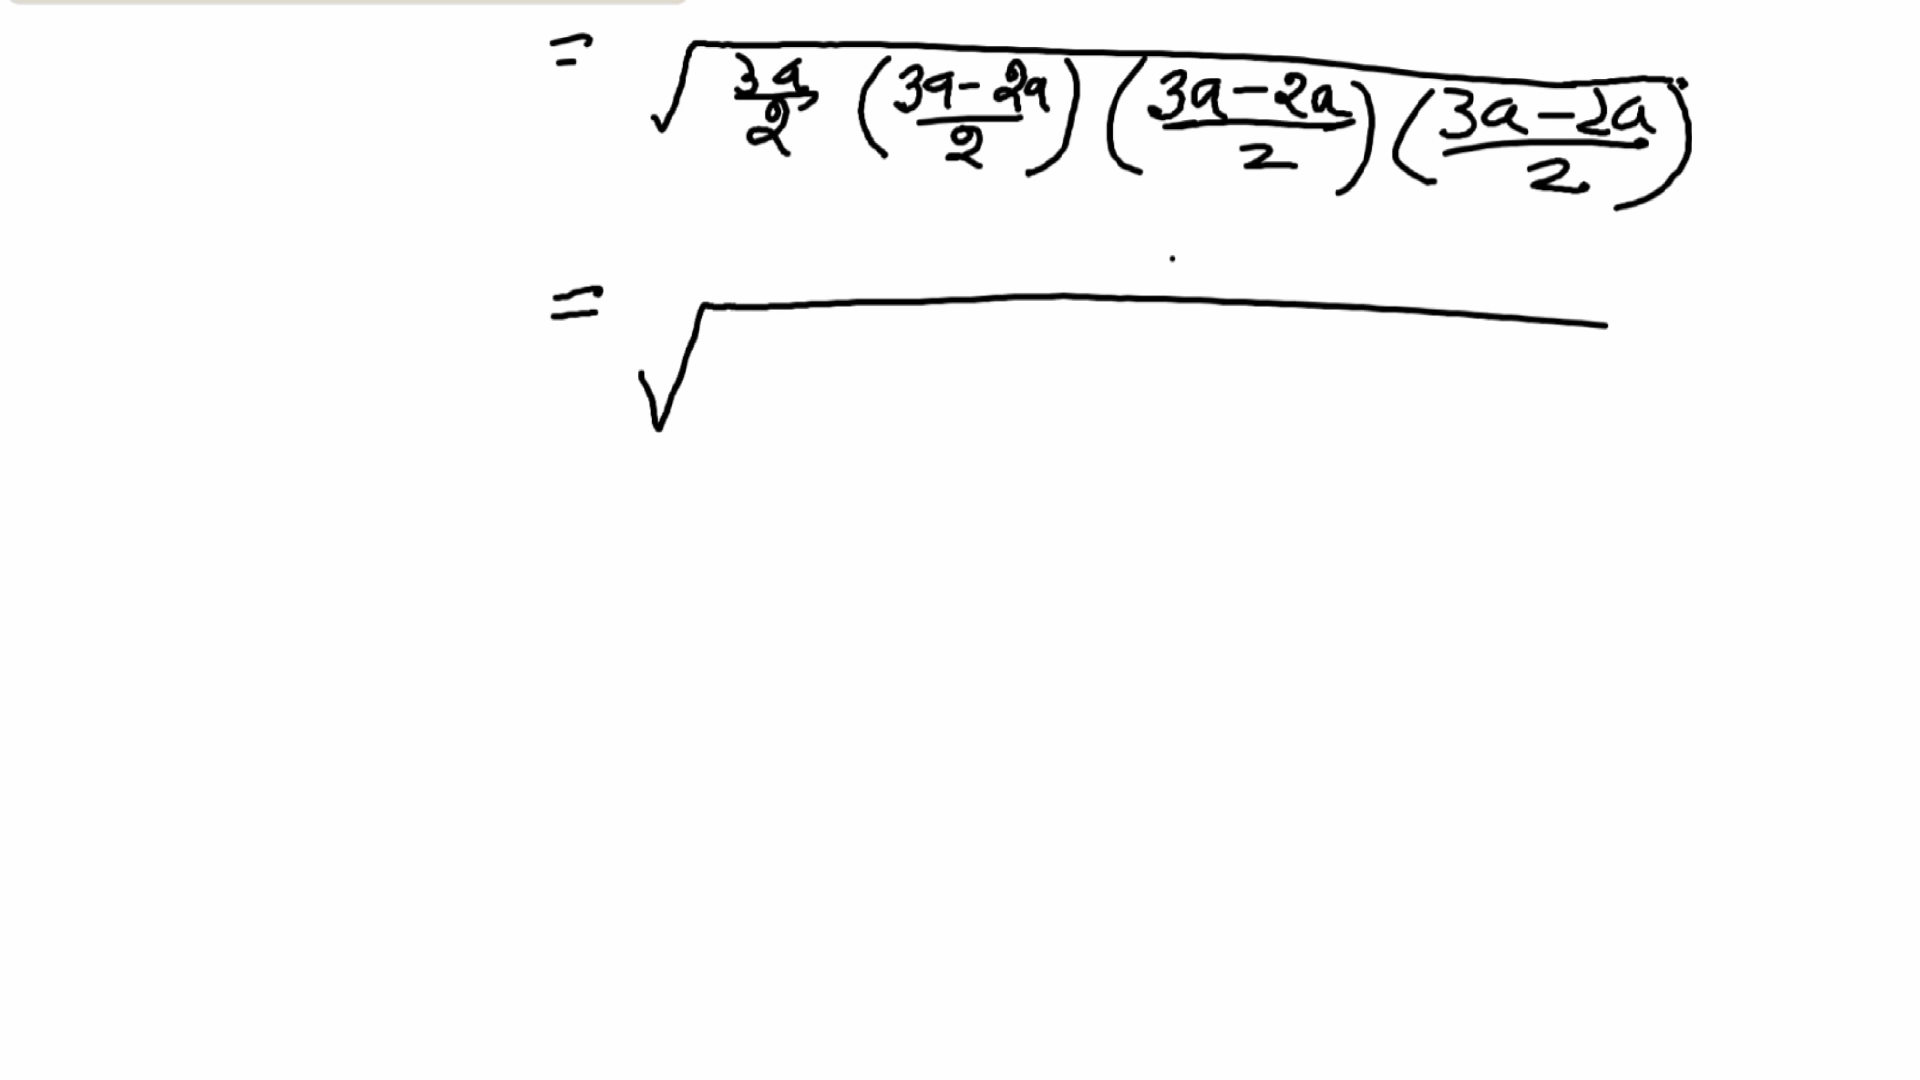 = √(3a/2 ((3a-2a)/2) ((3a-2a)/2) ((3a-2a)/2))
= √